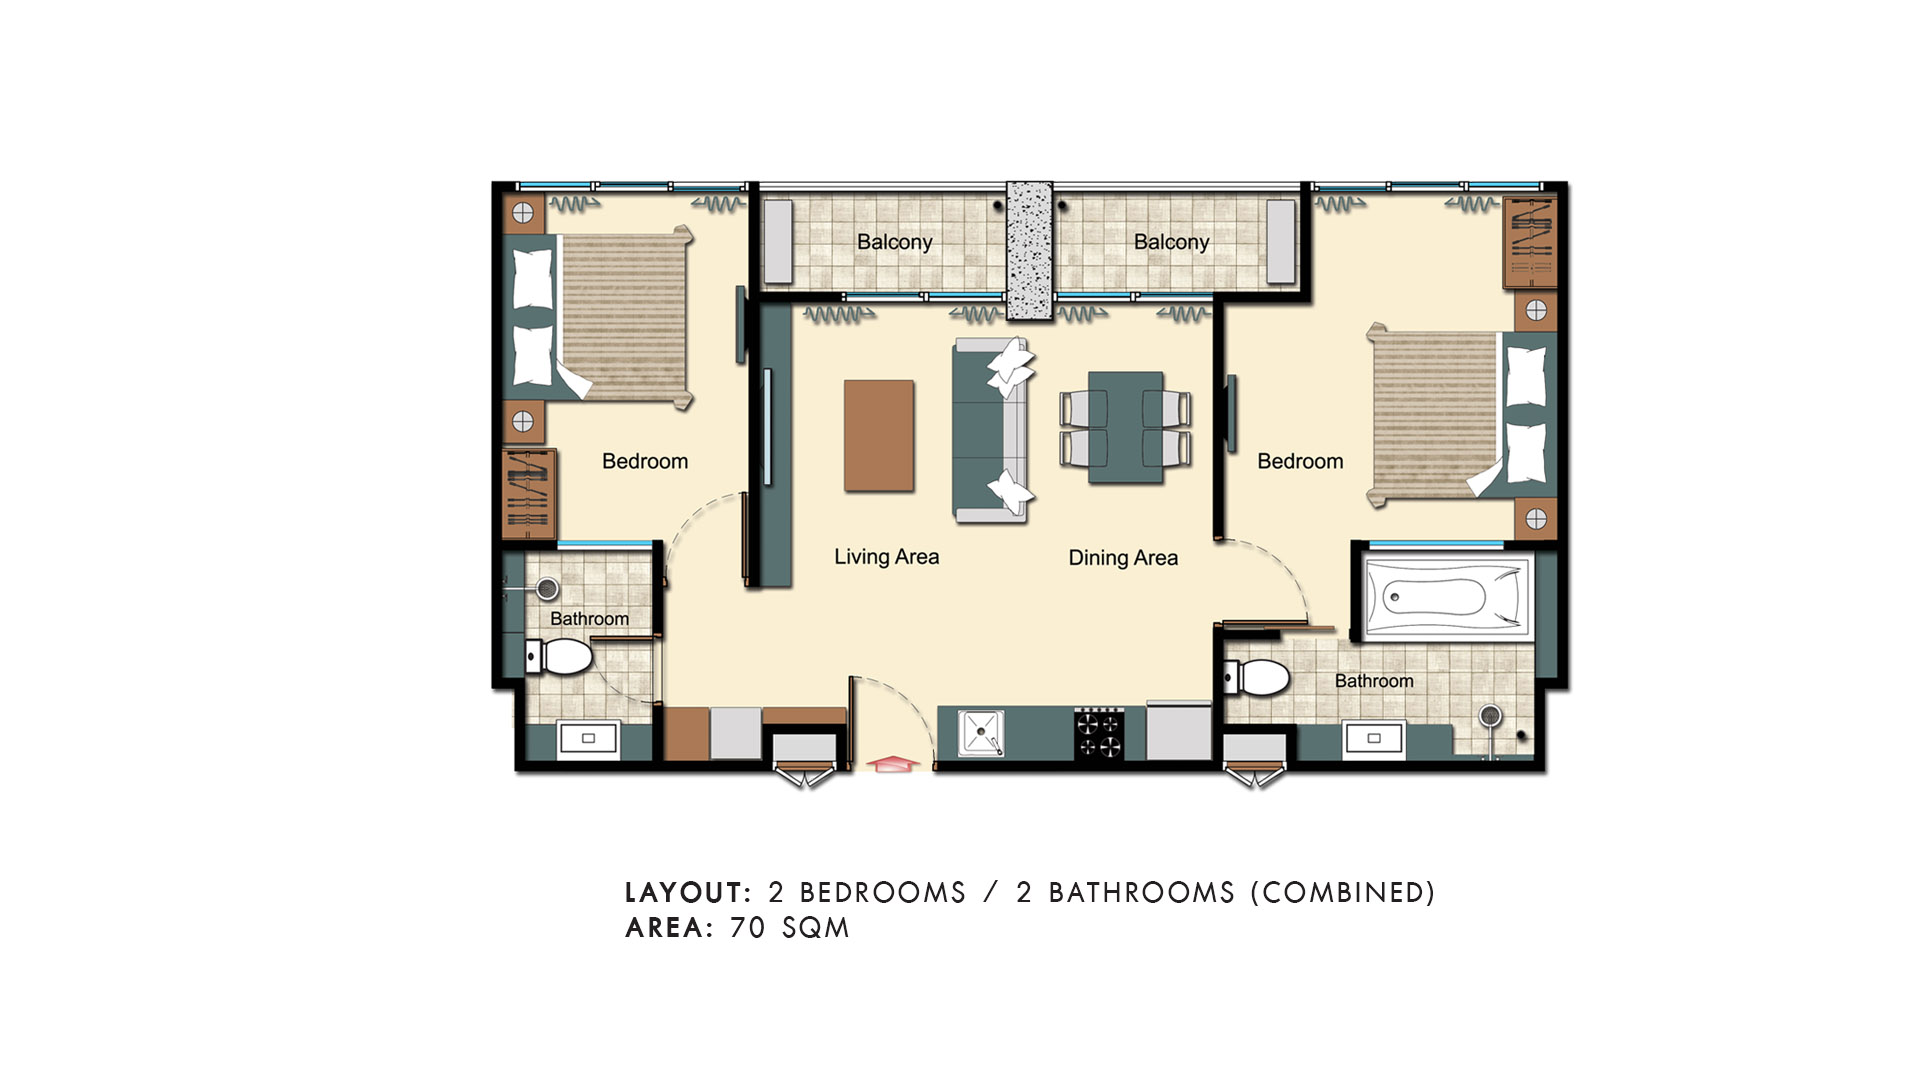 Balcony
Balcony
Bedroom
Bedroom
Living Area
Dining Area
Bathroom
Bathroom
LAYOUT: 2 BEDROOMS / 2 BATHROOMS (COMBINED)
AREA: 70 SQM